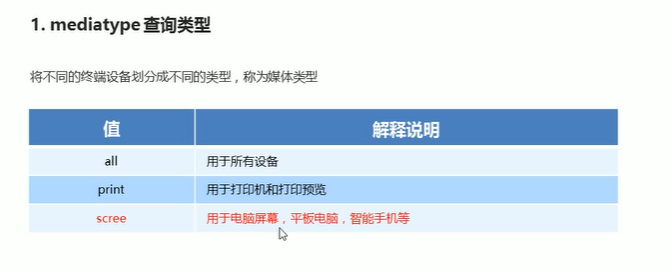 1. mediatype 查询类型
将不同的终端设备划分成不同的类型，称为媒体类型
值 解释说明
all 用于所有设备
print 用于打印机和打印预览
scree 用于电脑屏幕，平板电脑，智能手机等